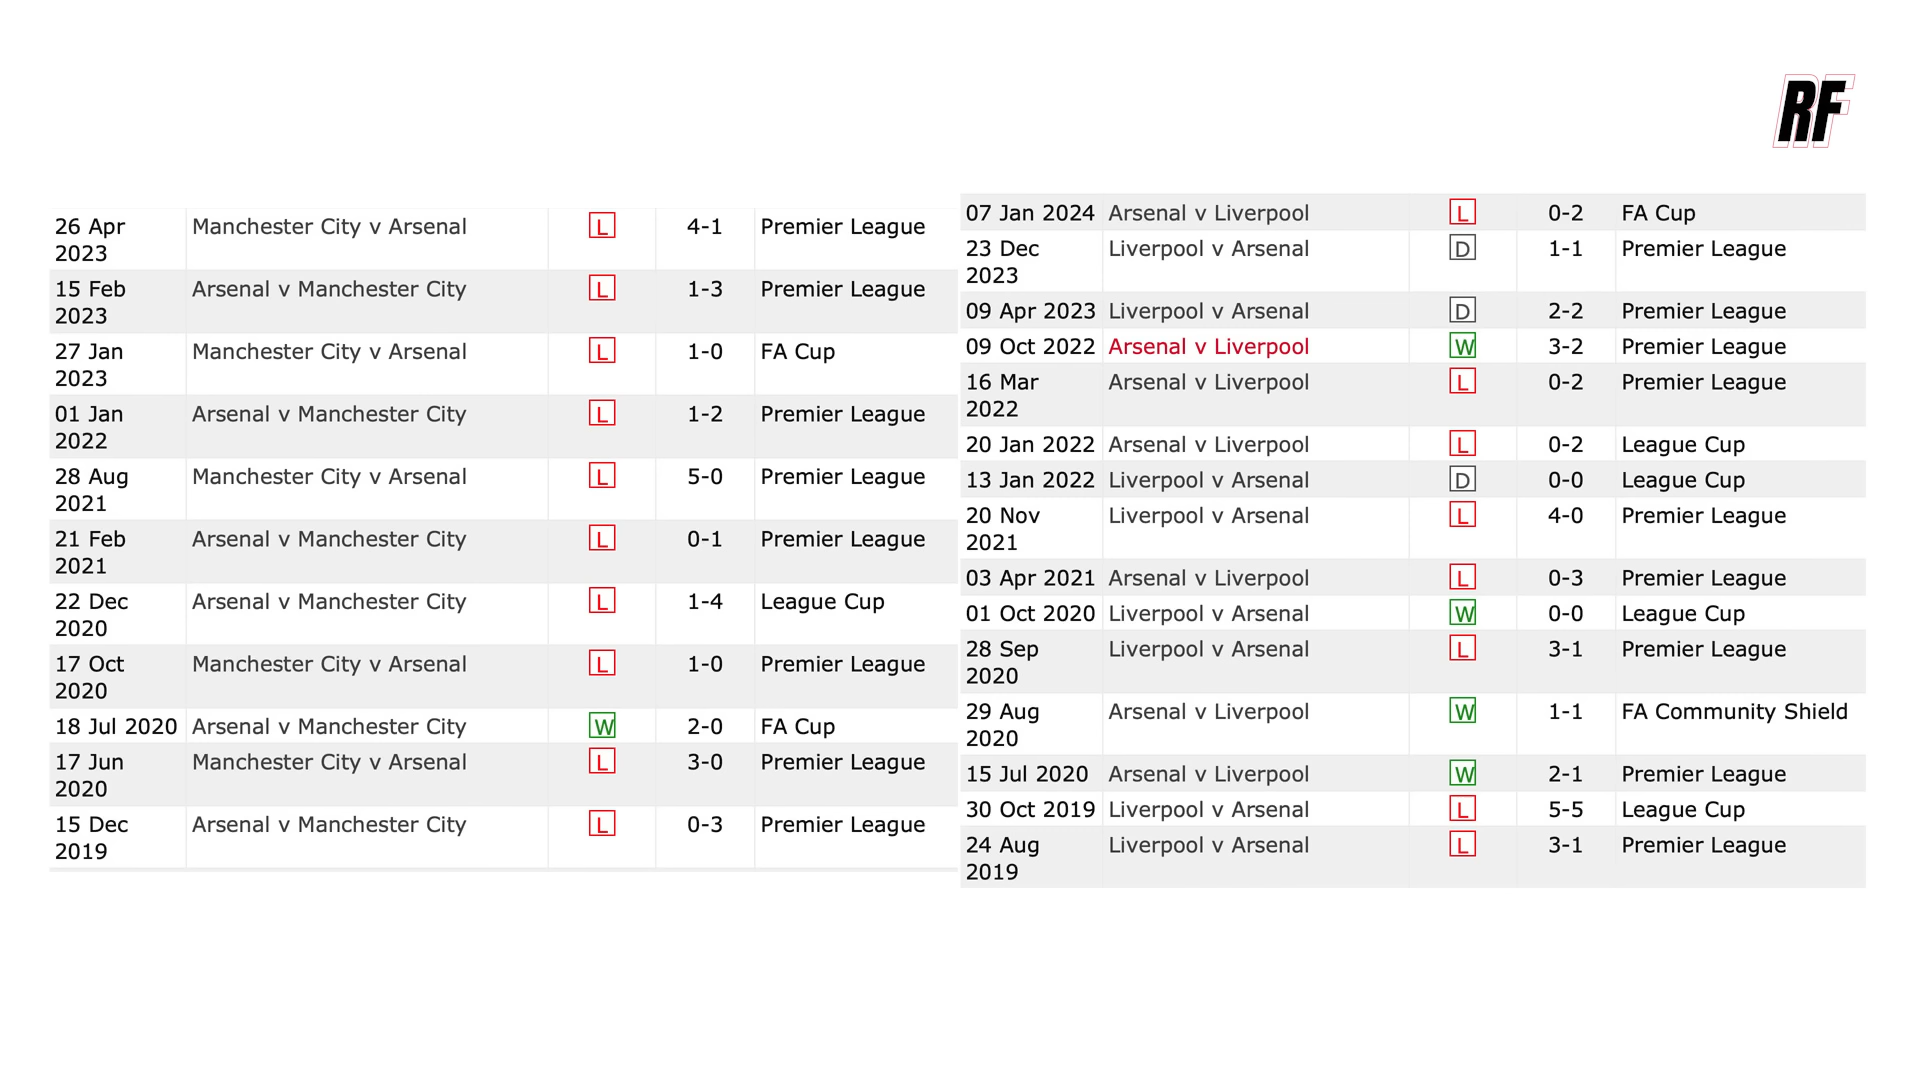 RF
26 Apr 2023 Manchester City v Arsenal L 4-1 Premier League
15 Feb 2023 Arsenal v Manchester City L 1-3 Premier League
27 Jan 2023 Manchester City v Arsenal L 1-0 FA Cup
01 Jan 2022 Arsenal v Manchester City L 1-2 Premier League
28 Aug 2021 Manchester City v Arsenal L 5-0 Premier League
21 Feb 2021 Arsenal v Manchester City L 0-1 Premier League
22 Dec 2020 Arsenal v Manchester City L 1-4 League Cup
17 Oct 2020 Manchester City v Arsenal L 1-0 Premier League
18 Jul 2020 Arsenal v Manchester City W 2-0 FA Cup
17 Jun 2020 Manchester City v Arsenal L 3-0 Premier League
15 Dec 2019 Arsenal v Manchester City L 0-3 Premier League
07 Jan 2024 Arsenal v Liverpool L 0-2 FA Cup
23 Dec 2023 Liverpool v Arsenal D 1-1 Premier League
09 Apr 2023 Liverpool v Arsenal D 2-2 Premier League
09 Oct 2022 Arsenal v Liverpool W 3-2 Premier League
16 Mar 2022 Arsenal v Liverpool L 0-2 Premier League
20 Jan 2022 Arsenal v Liverpool L 0-2 League Cup
13 Jan 2022 Liverpool v Arsenal D 0-0 League Cup
20 Nov 2021 Liverpool v Arsenal L 4-0 Premier League
03 Apr 2021 Arsenal v Liverpool L 0-3 Premier League
01 Oct 2020 Liverpool v Arsenal W 0-0 League Cup
28 Sep 2020 Liverpool v Arsenal L 3-1 Premier League
29 Aug 2020 Arsenal v Liverpool W 1-1 FA Community Shield
15 Jul 2020 Arsenal v Liverpool W 2-1 Premier League
30 Oct 2019 Liverpool v Arsenal L 5-5 League Cup
24 Aug 2019 Liverpool v Arsenal L 3-1 Premier League